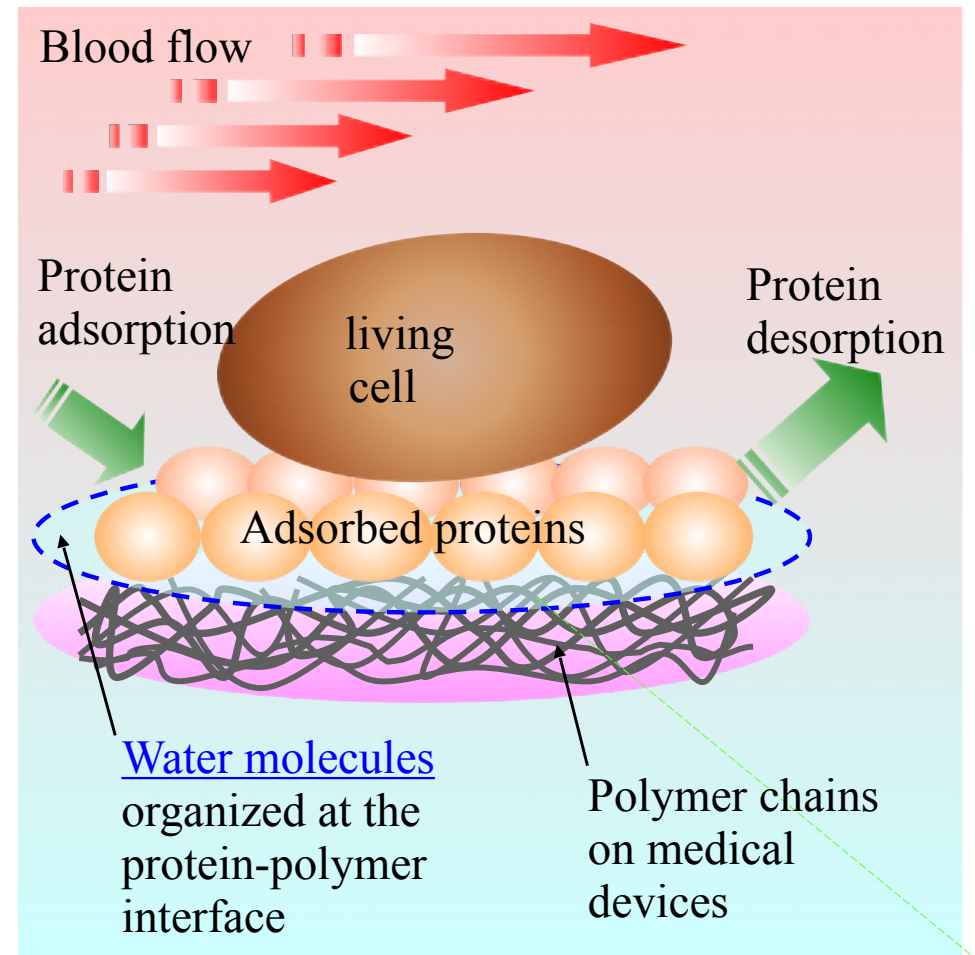 Blood flow
Protein
adsorption
Protein
desorption
living
cell
Adsorbed proteins
Water molecules
organized at the
protein-polymer
interface
Polymer chains
on medical
devices